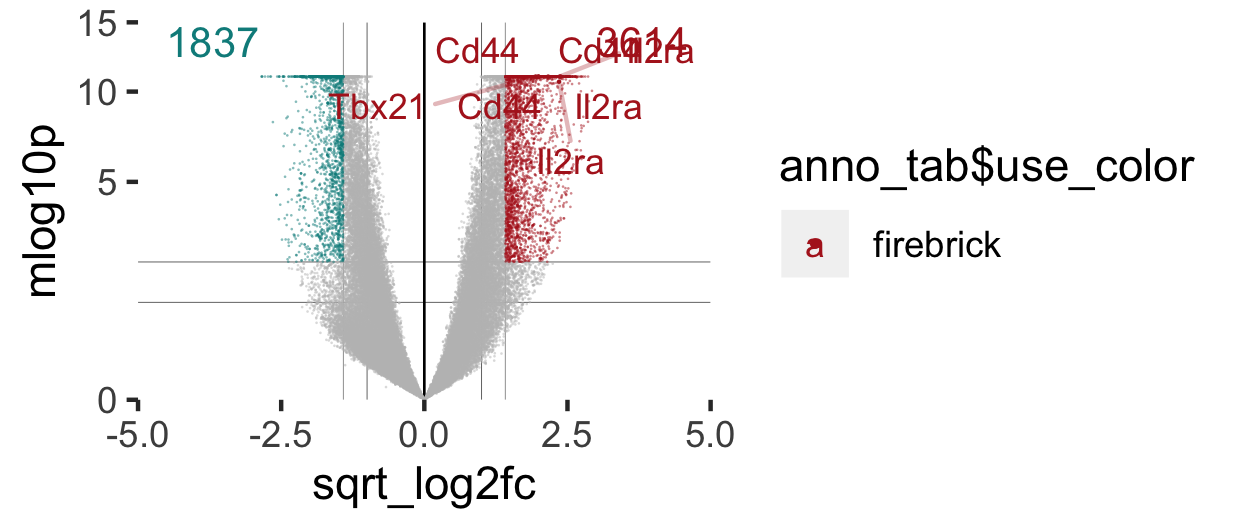 15
1837
Cd44
Cd44
3614
Il2ra
10
Tbx21
Cd44
Il2ra
Il2ra
5
0
mlog10p
-5.0
-2.5
0.0
2.5
5.0
sqrt_log2fc
anno_tab$use_color
a
firebrick